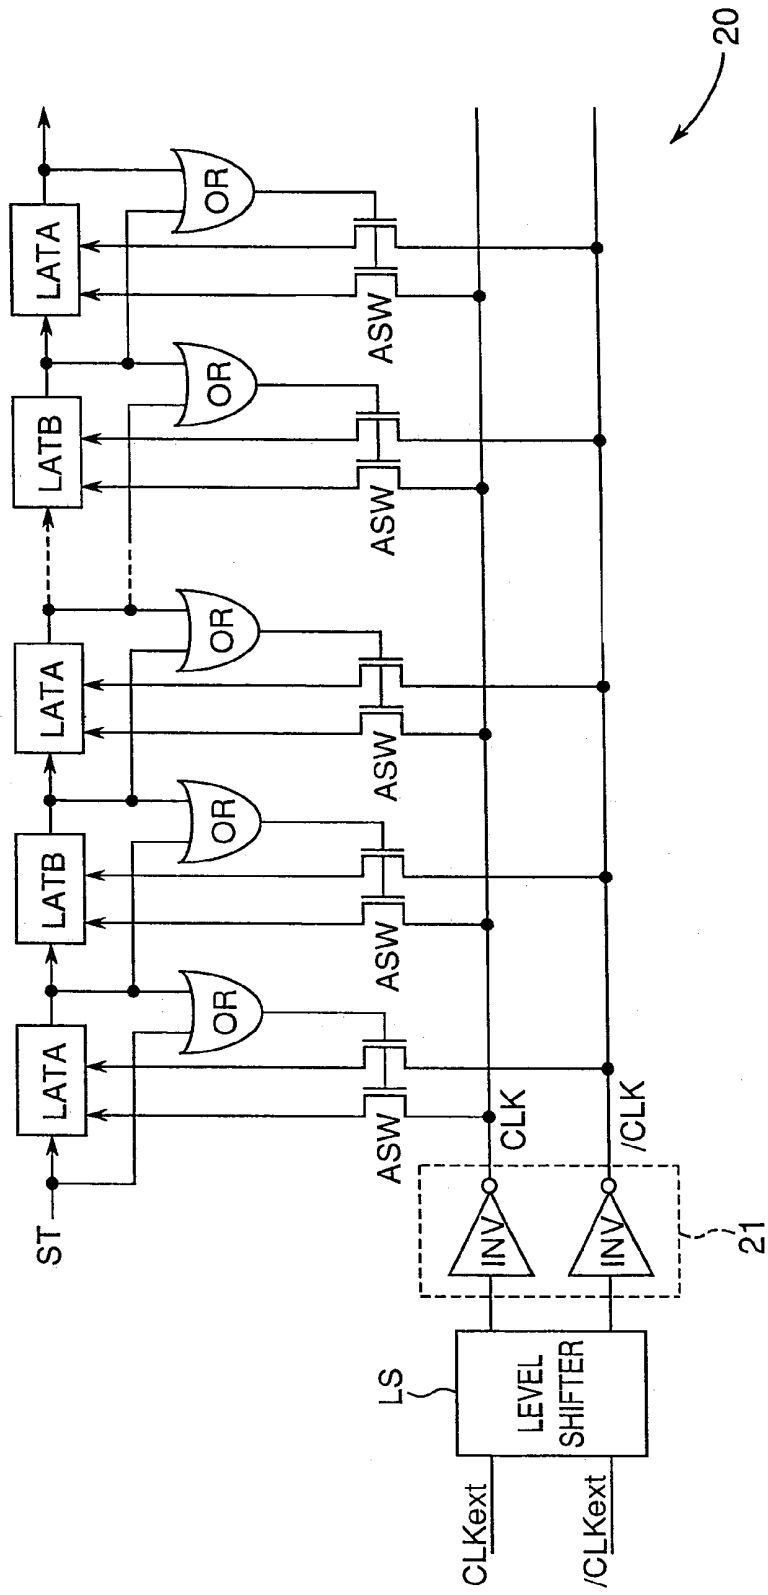 ST
LATA
LATB
LATA
LATB
LATA
OR
OR
OR
OR
OR
ASW
ASW
ASW
ASW
ASW
CLK
/CLK
INV
INV
21
LS
LEVEL
SHIFTER
CLKext
/CLKext
20